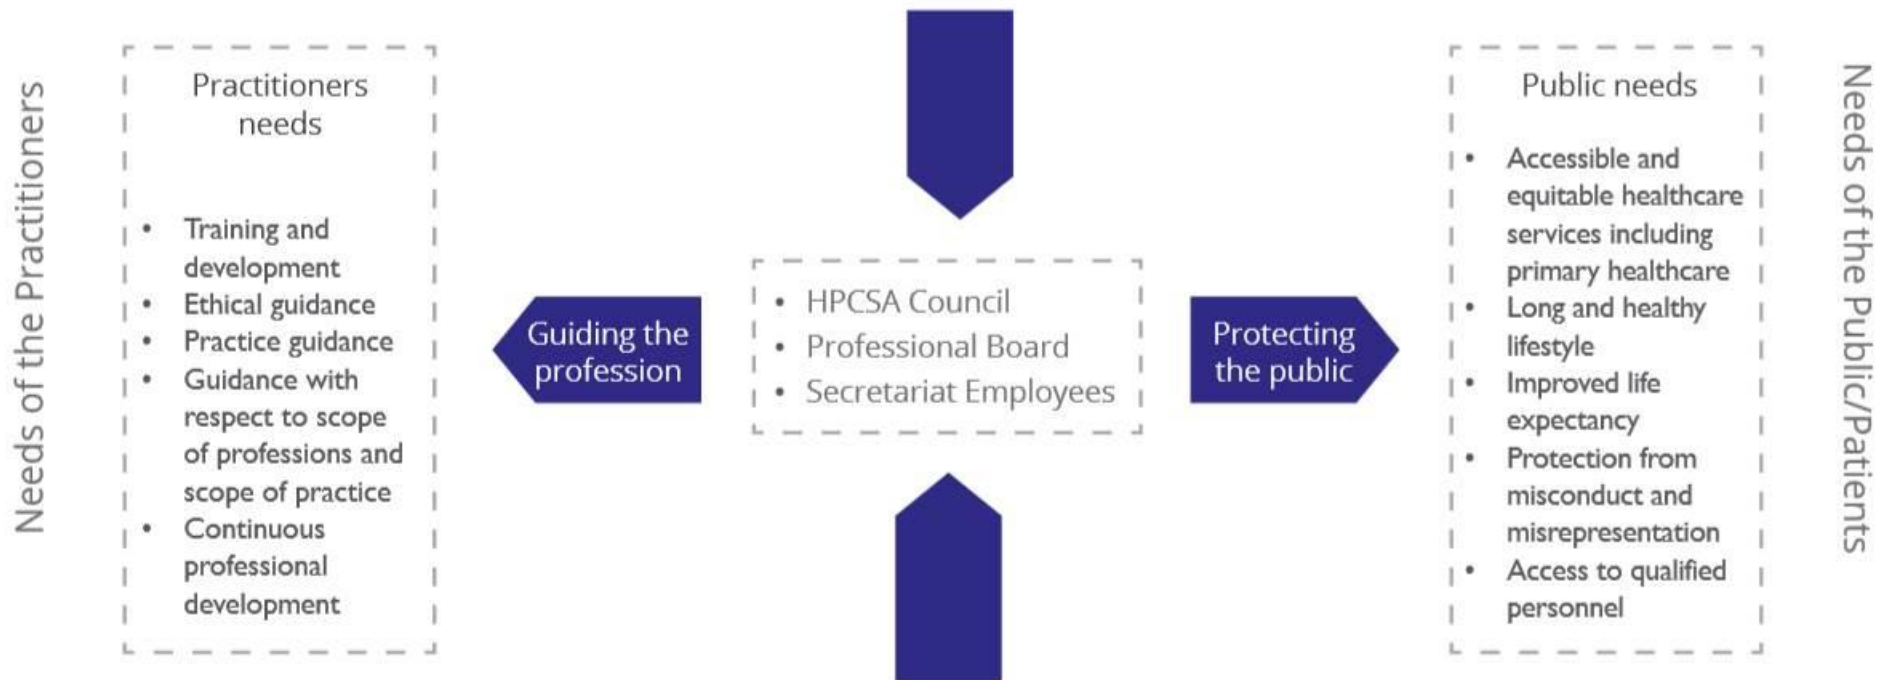 Needs of the Practitioners
Practitioners
needs
• Training and
development
• Ethical guidance
• Practice guidance
• Guidance with
respect to scope
of professions and
scope of practice
• Continuous
professional
development
Guiding the
profession
• HPCSA Council
• Professional Board
• Secretariat Employees
Protecting
the public
Public needs
• Accessible and
equitable healthcare
services including
primary healthcare
• Long and healthy
lifestyle
• Improved life
expectancy
• Protection from
misconduct and
misrepresentation
• Access to qualified
personnel
Needs of the Public/Patients